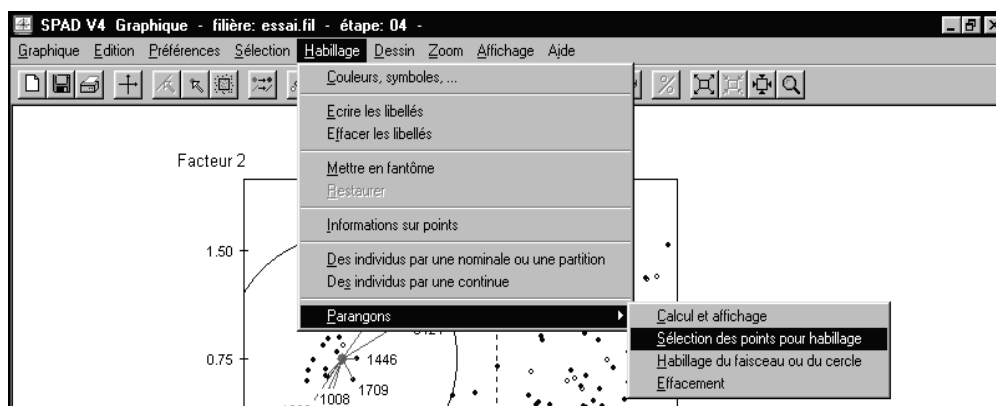 SPAD V4 Graphique - filière: essai.fil - étape: 04 -
Graphique Edition Préférences Sélection Habillage Dessin Zoom Affichage Aide
Couleurs, symboles, ...
Ecrire les libellés
Effacer les libellés
Mettre en fantôme
Restaurer
Informations sur points
Des individus par une nominale ou une partition
Des individus par une continue
Parangons
Calcul et affichage
Sélection des points pour habillage
Habillage du faisceau ou du cercle
Effacement
Facteur 2
1.50
0.75
1446
1709
1008